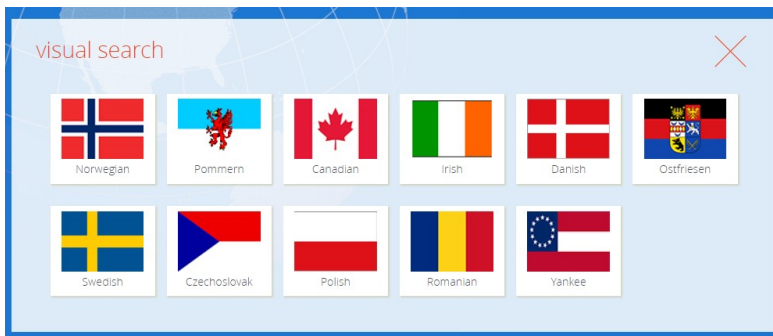 visual search
Norwegian
Pommern
Canadian
Irish
Danish
Ostfriesen
Swedish
Czechoslovak
Polish
Romanian
Yankee